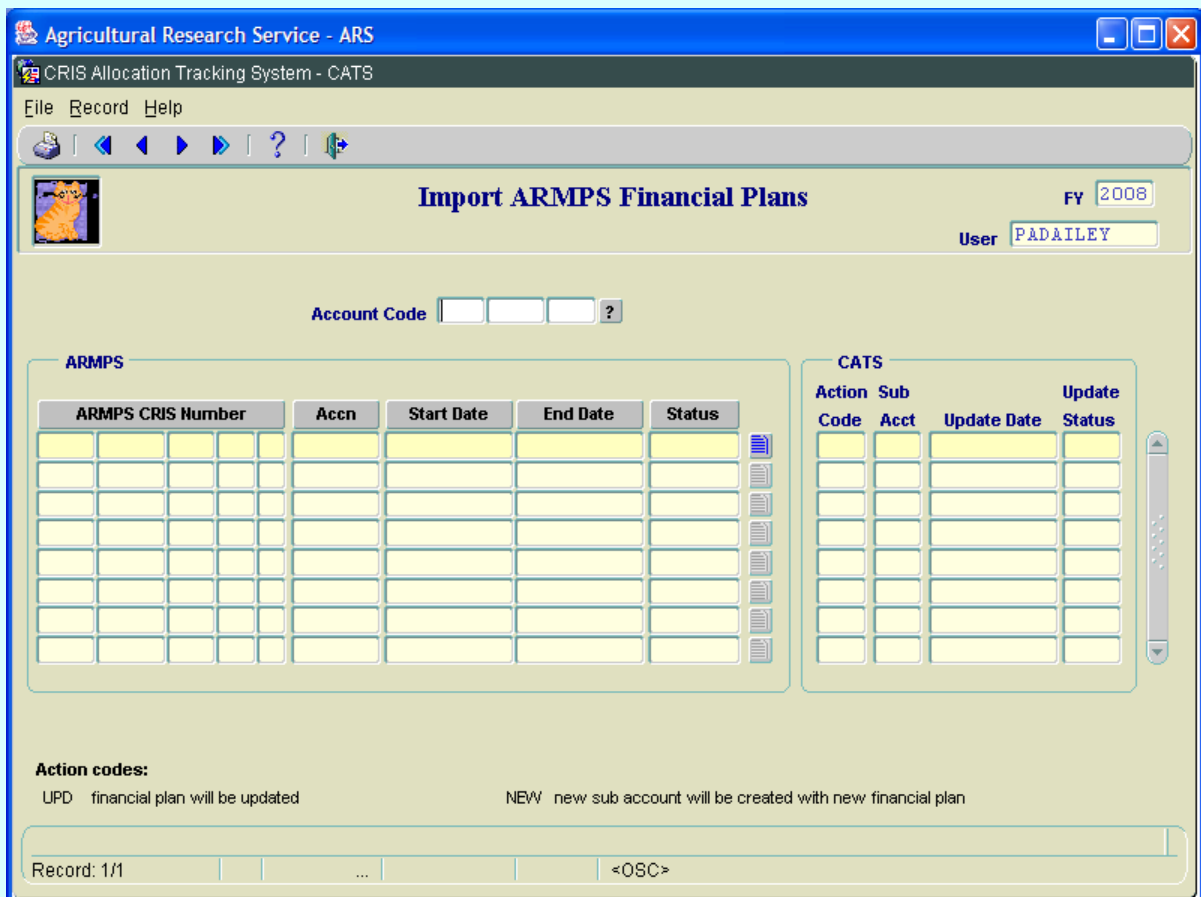 Agricultural Research Service - ARS
CRIS Allocation Tracking System - CATS
File Record Help
?
Import ARMPS Financial Plans
FY 2008
User PADAILEY
Account Code ?
ARMPS
CATS
Action Sub Update
ARMPS CRIS Number Accn Start Date End Date Status Code Acct Update Date Status
Action codes:
UPD financial plan will be updated NEW new sub account will be created with new financial plan
Record: 1/1 ... <OSC>